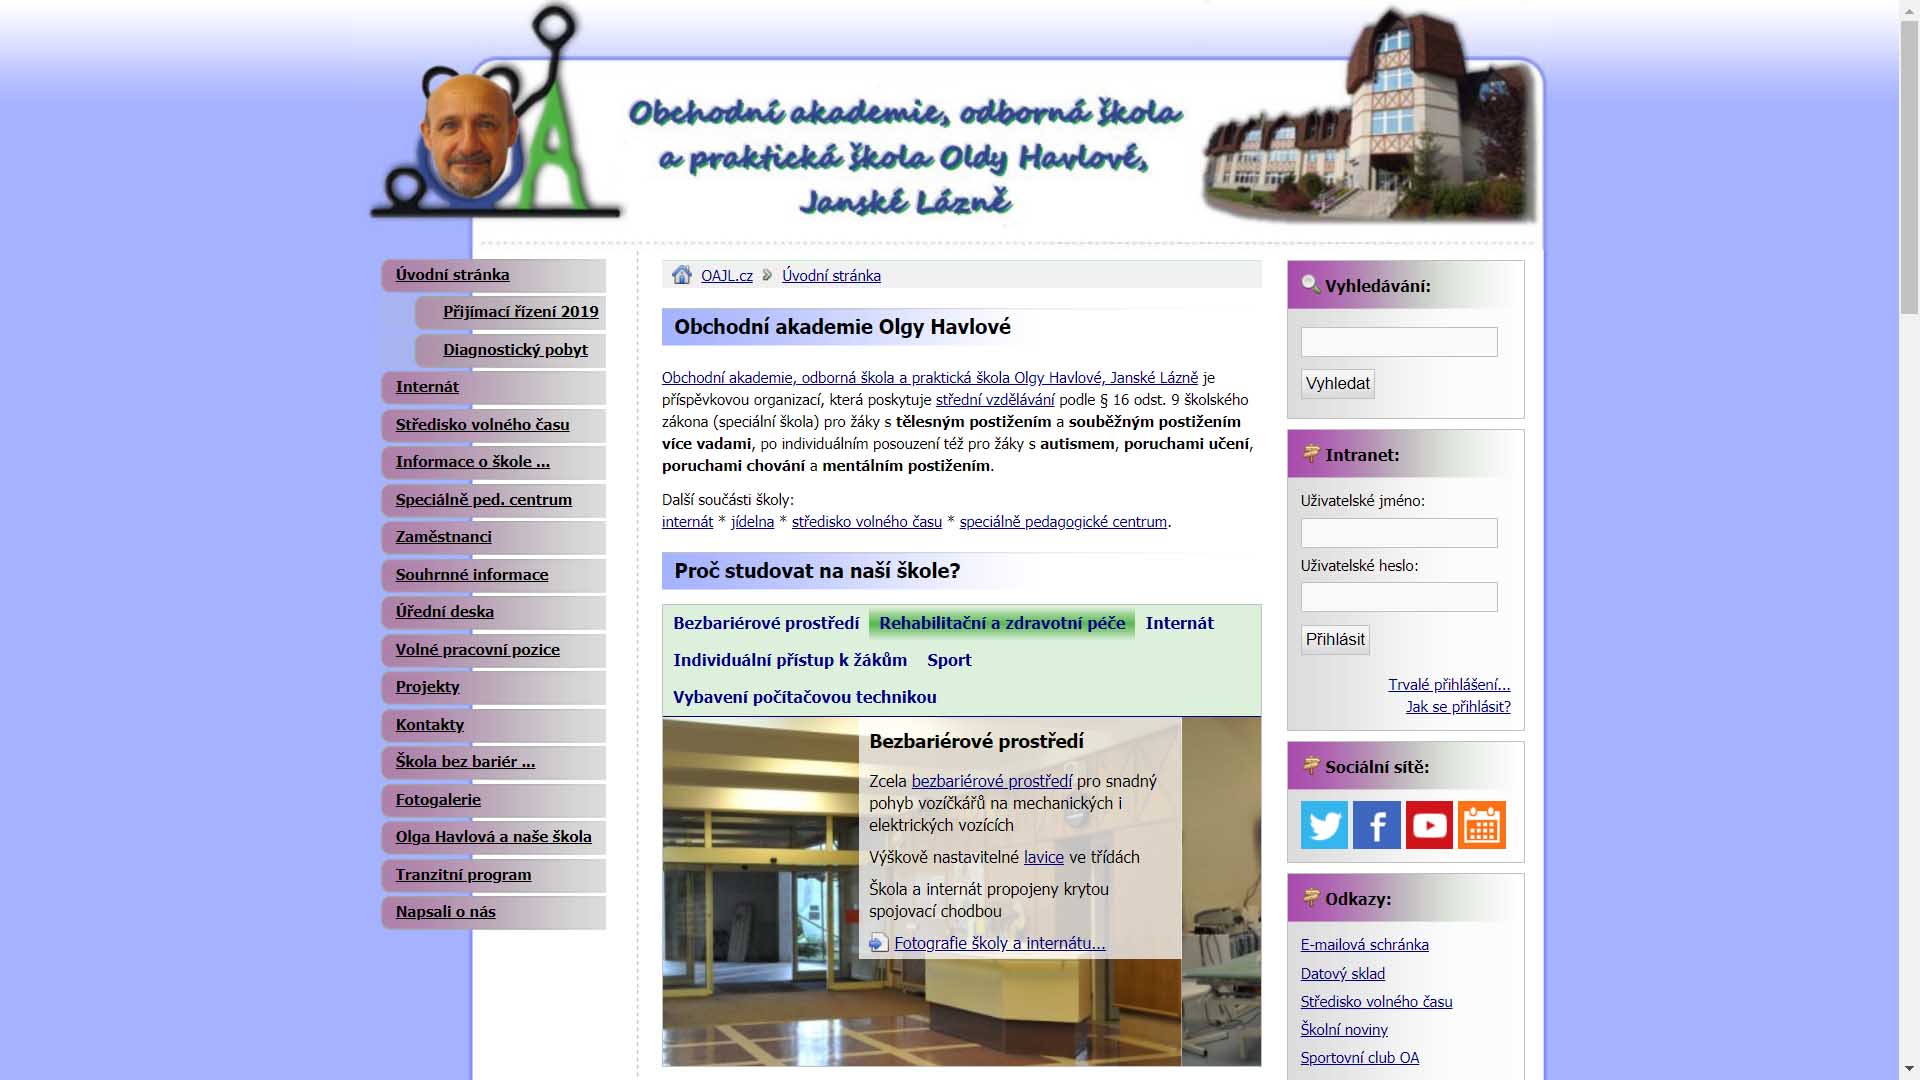 Obchodní akademie, odborná škola
a praktická škola Oldy Havlové,
Janské Lázně
Úvodní stránka
Přijímací řízení 2019
Diagnostický pobyt
Internát
Středisko volného času
Informace o škole ...
Speciálně ped. centrum
Zaměstnanci
Souhrnné informace
Úřední deska
Volné pracovní pozice
Projekty
Kontakty
Škola bez bariér ...
Fotogalerie
Olga Havlová a naše škola
Tranzitní program
Napsali o nás
OAJL.cz » Úvodní stránka
Obchodní akademie Olgy Havlové
Obchodní akademie, odborná škola a praktická škola Olgy Havlové, Janské Lázně je
příspěvkovou organizací, která poskytuje střední vzdělávání podle § 16 odst. 9 školského
zákona (speciální škola) pro žáky s tělesným postižením a souběžným postižením
více vadami, po individuálním posouzení též pro žáky s autismem, poruchami učení,
poruchami chování a mentálním postižením.
Další součásti školy:
internát * jídelna * středisko volného času * speciálně pedagogické centrum.
Proč studovat na naší škole?
Bezbariérové prostředí Rehabilitační a zdravotní péče Internát
Individuální přístup k žákům Sport
Vybavení počítačovou technikou
Bezbariérové prostředí
Zcela bezbariérové prostředí pro snadný
pohyb vozíčkářů na mechanických i
elektrických vozících
Výškově nastavitelné lavice ve třídách
Škola a internát propojeny krytou
spojovací chodbou
Fotografie školy a internátu...
Vyhledávání:
Vyhledat
Intranet:
Uživatelské jméno:
Uživatelské heslo:
Přihlásit
Trvalé přihlášení...
Jak se přihlásit?
Sociální sítě:
Odkazy:
E-mailová schránka
Datový sklad
Středisko volného času
Školní noviny
Sportovní club OA